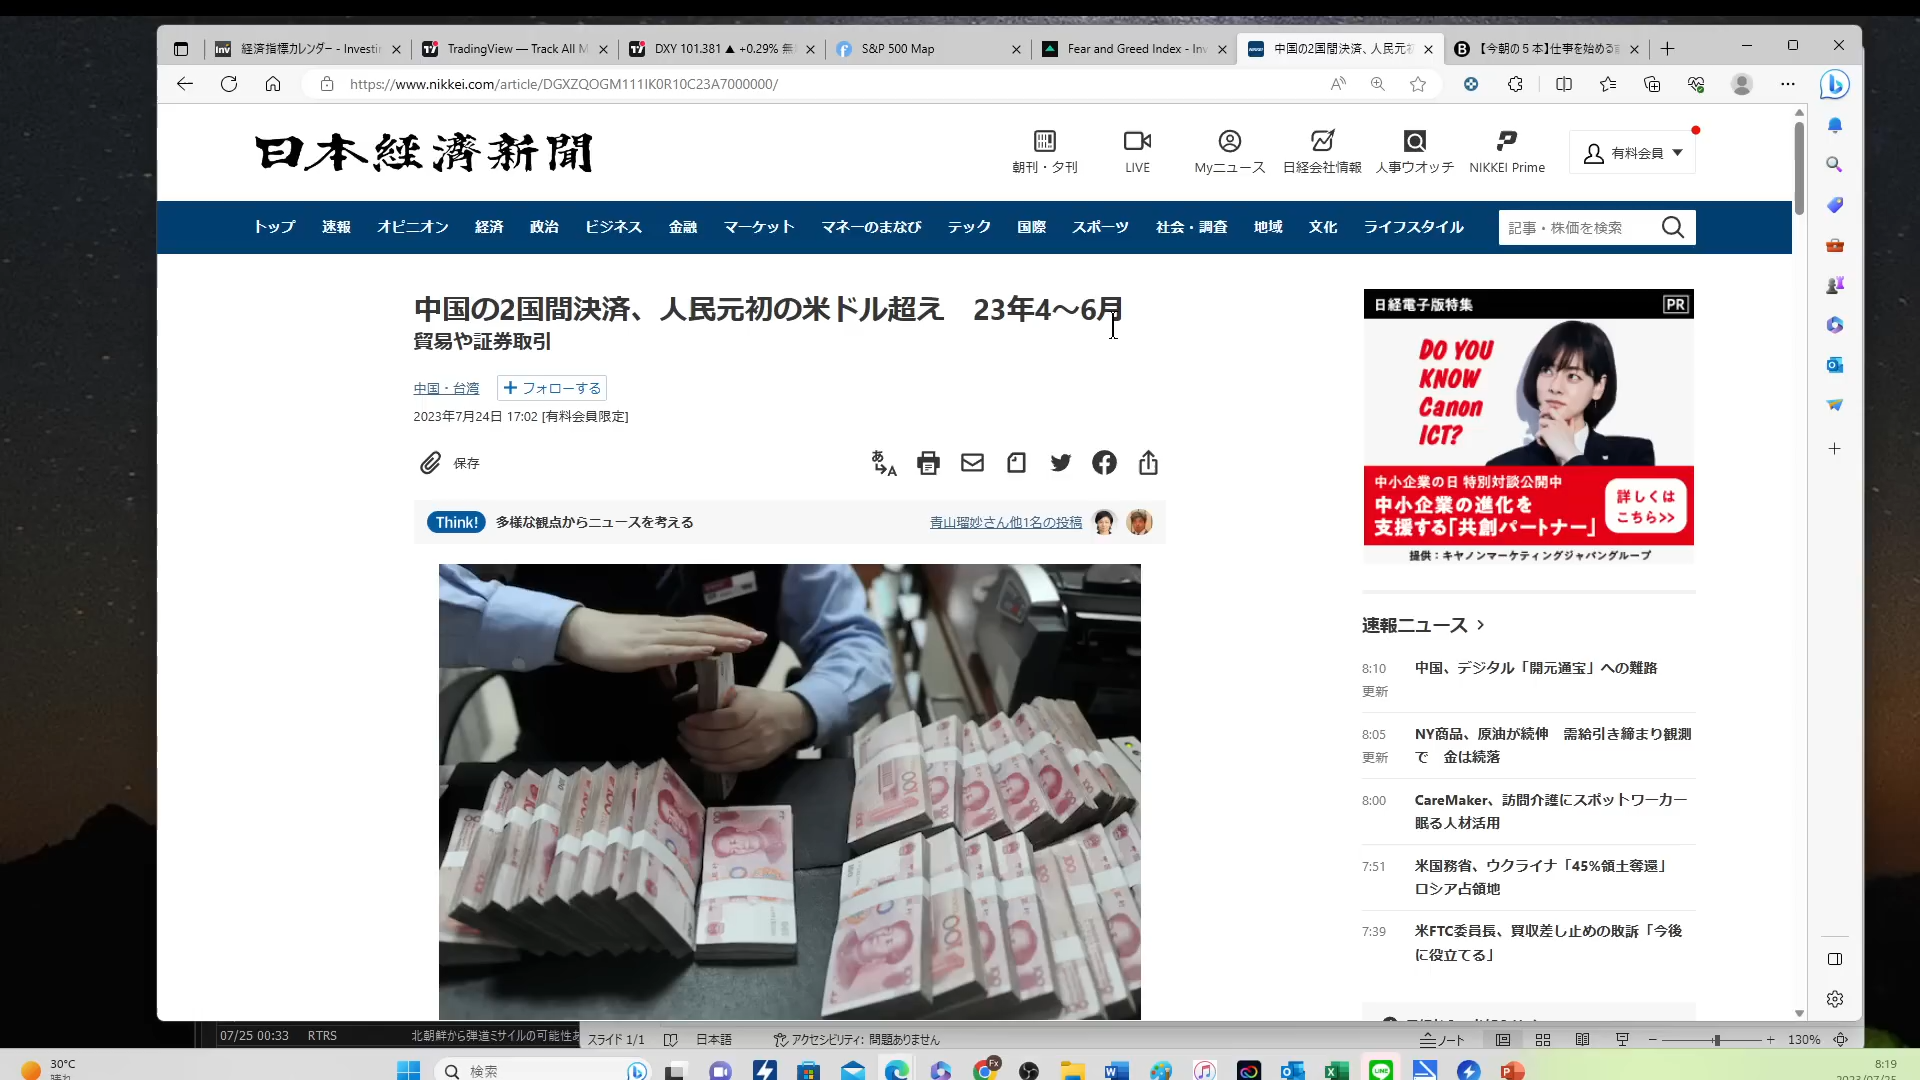 経済指標カレンダー - Investin
TradingView — Track All M
DXY 101.381 ▲ +0.29% 無
S&P 500 Map
Fear and Greed Index - Inv
中国の2国間決済、人民元初
【今朝の5本】仕事を始める
https://www.nikkei.com/article/DGXZQOGM111IK0R10C23A7000000/
日本経済新聞
朝刊・夕刊
LIVE
Myニュース
日経会社情報
人事ウオッチ
NIKKEI Prime
有料会員
トップ 速報 オピニオン 経済 政治 ビジネス 金融 マーケット マネーのまなび テック 国際 スポーツ 社会・調査 地域 文化 ライフスタイル
記事・株価を検索
中国の2国間決済、人民元初の米ドル超え　23年4〜6月
貿易や証券取引
中国・台湾
フォローする
2023年7月24日 17:02 [有料会員限定]
保存
Think! 多様な観点からニュースを考える
青山瑠妙さん他1名の投稿
日経電子版特集 PR
DO YOU
KNOW
Canon
ICT?
中小企業の日 特別対談公開中
中小企業の進化を
支援する「共創パートナー」
詳しくは
こちら>>
提供：キヤノンマーケティングジャパングループ
速報ニュース
8:10
更新
中国、デジタル「開元通宝」への難路
8:05
更新
NY商品、原油が続伸　需給引き締まり観測
で　金は続落
8:00
CareMaker、訪問介護にスポットワーカー
眠る人材活用
7:51
米国務省、ウクライナ「45%領土奪還」
ロシア占領地
7:39
米FTC委員長、買収差し止めの敗訴「今後
に役立てる」
07/25 00:33 RTRS 北朝鮮から弾道ミサイルの可能性あ
スライド 1/1
日本語
アクセシビリティ: 問題ありません
ノート
130%
30°C
晴れ
検索
8:19
2023/07/25